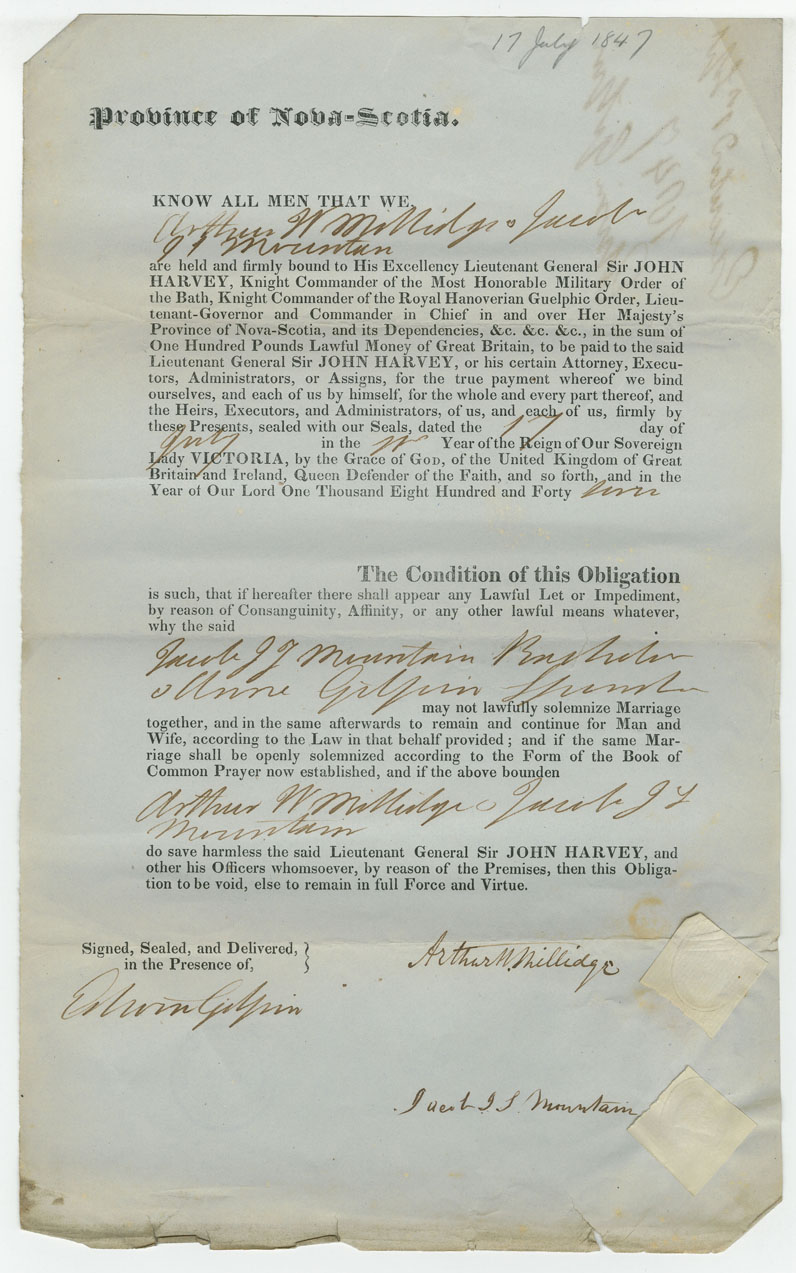 17 July 1847
Province of Nova-Scotia.
KNOW ALL MEN THAT WE,
Arthur W Millidge & Jacob
J S Mountain
are held and firmly bound to His Excellency Lieutenant General Sir JOHN
HARVEY, Knight Commander of the Most Honorable Military Order of
the Bath, Knight Commander of the Royal Hanoverian Guelphic Order, Lieu-
tenant-Governor and Commander in Chief in and over Her Majesty's
Province of Nova-Scotia, and its Dependencies, &c. &c. &c., in the sum of
One Hundred Pounds Lawful Money of Great Britain, to be paid to the said
Lieutenant General Sir JOHN HARVEY, or his certain Attorney, Execu-
tors, Administrators, or Assigns, for the true payment whereof we bind
ourselves, and each of us by himself, for the whole and every part thereof, and
the Heirs, Executors, and Administrators, of us, and each of us, firmly by
these Presents, sealed with our Seals, dated the 17 day of
July in the Year of the Reign of Our Sovereign
Lady VICTORIA, by the Grace of GOD, of the United Kingdom of Great
Britain and Ireland, Queen Defender of the Faith, and so forth, and in the
Year of Our Lord One Thousand Eight Hundred and Forty seven
The Condition of this Obligation
is such, that if hereafter there shall appear any Lawful Let or Impediment,
by reason of Consanguinity, Affinity, or any other lawful means whatever,
why the said
Jacob J S Mountain Bachelor
& Anne Gilpin Spinster
may not lawfully solemnize Marriage
together, and in the same afterwards to remain and continue for Man and
Wife, according to the Law in that behalf provided; and if the same Mar-
riage shall be openly solemnized according to the Form of the Book of
Common Prayer now established, and if the above bounden
Arthur W Millidge & Jacob J S
Mountain
do save harmless the said Lieutenant General Sir JOHN HARVEY, and
other his Officers whomsoever, by reason of the Premises, then this Obliga-
tion to be void, else to remain in full Force and Virtue.
Signed, Sealed, and Delivered,
in the Presence of,
Arthur W. Millidge
Edwin Gilpin
Jacob J S Mountain